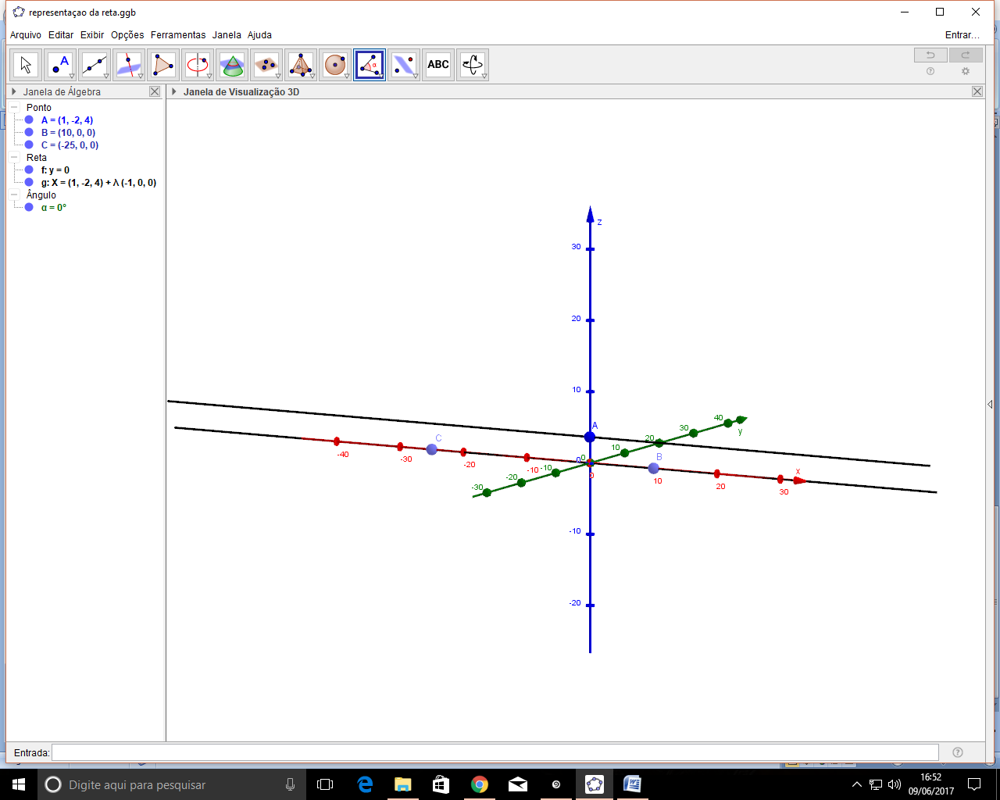 representaçao da reta.ggb
Arquivo Editar Exibir Opções Ferramentas Janela Ajuda
Entrar...
A
α
ABC
Janela de Álgebra
Janela de Visualização 3D
Ponto
A = (1, -2, 4)
B = (10, 0, 0)
C = (-25, 0, 0)
Reta
f: y = 0
g: X = (1, -2, 4) + λ (-1, 0, 0)
Ângulo
α = 0°
z
30
20
10
A
40
y
30
20
10
0
0
0
-10
-20
-30
C
B
-40
-30
-20
-10
10
20
30
x
-10
-20
Entrada:
Digite aqui para pesquisar
16:52
09/06/2017